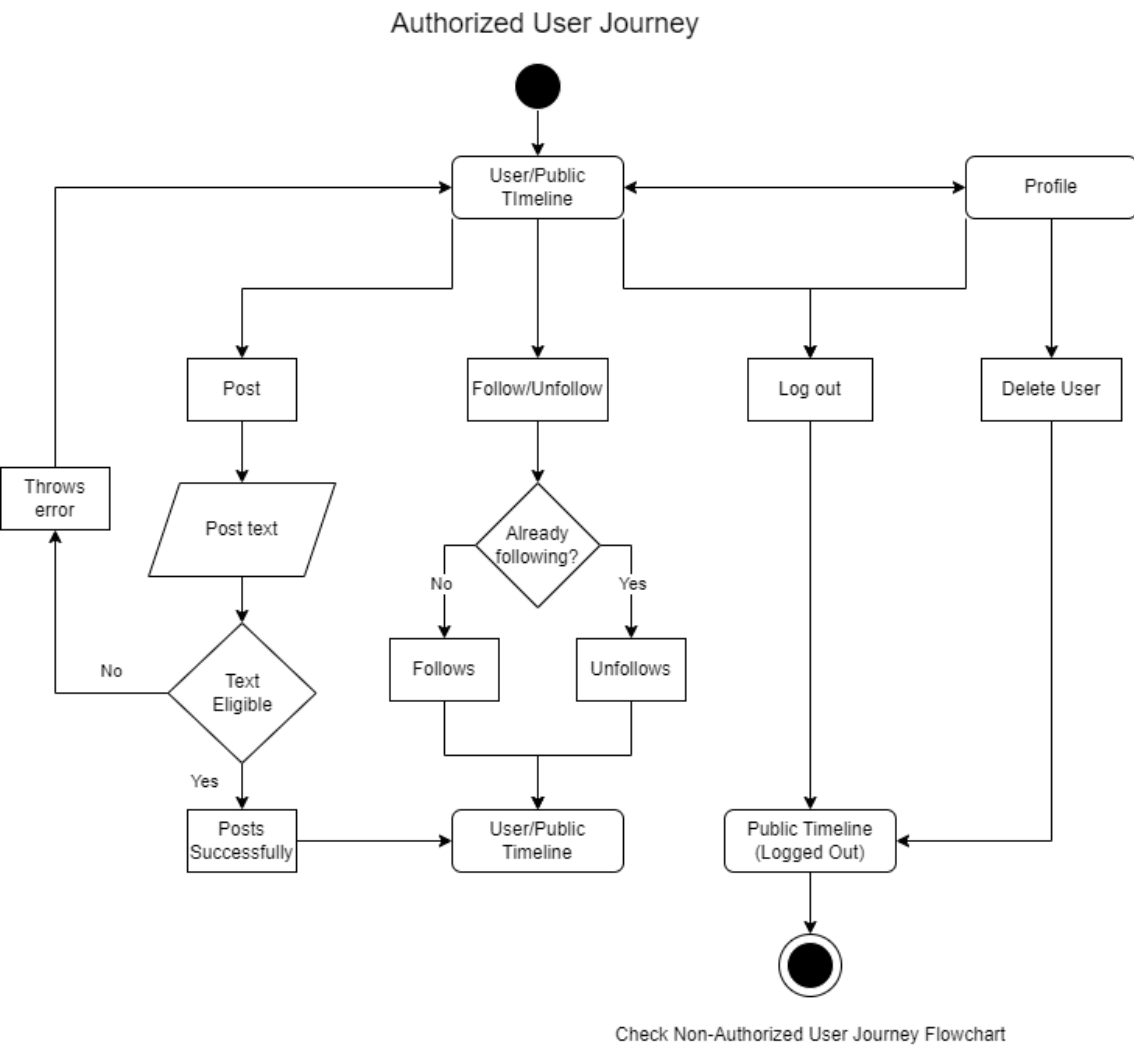 Authorized User Journey
User/Public
TImeline
Profile
Post
Follow/Unfollow
Log out
Delete User
Throws
error
Post text
Already
following?
No
Yes
Follows
Unfollows
No
Text
Eligible
Yes
Posts
Successfully
User/Public
Timeline
Public Timeline
(Logged Out)
Check Non-Authorized User Journey Flowchart